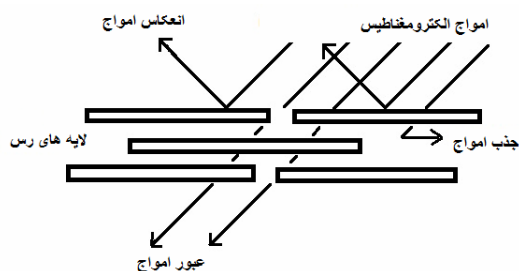 امواج الکترومغناطیس
انعکاس امواج
لایه های رس
جذب امواج
عبور امواج